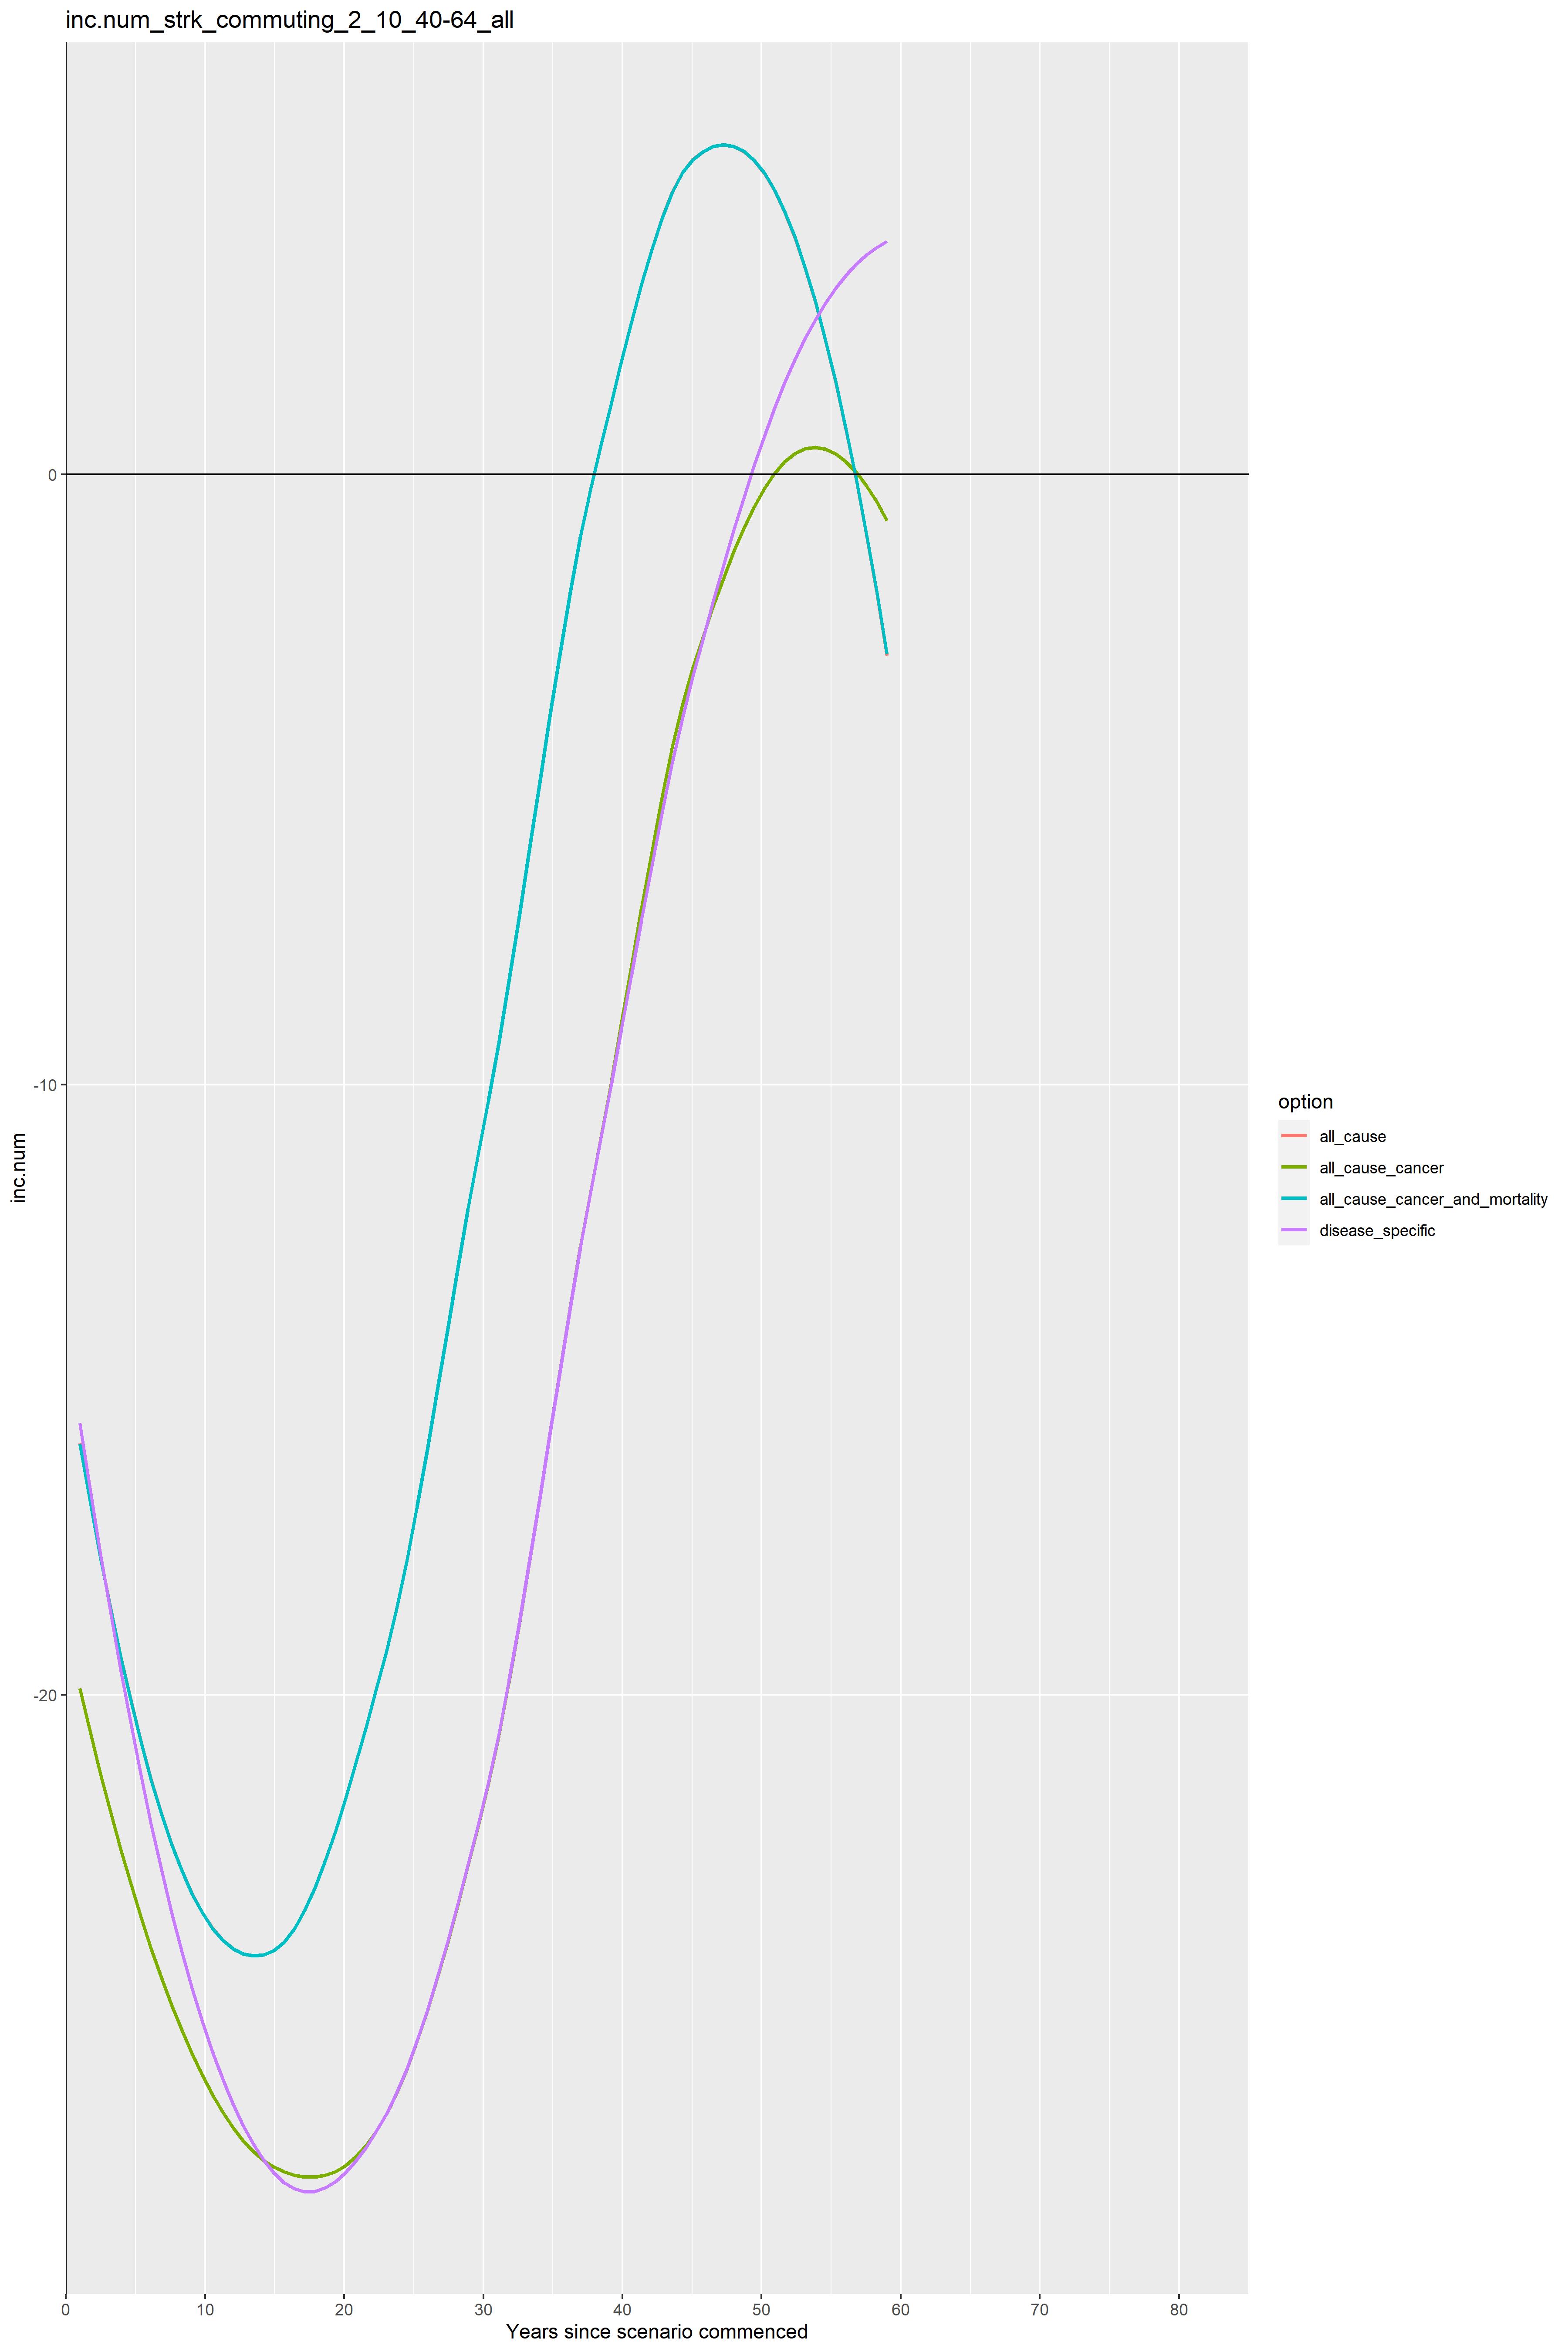 inc.num_strk_commuting_2_10_40-64_all
inc.num
0
-10
-20
0 10 20 30 40 50 60 70 80
Years since scenario commenced
option
all_cause
all_cause_cancer
all_cause_cancer_and_mortality
disease_specific